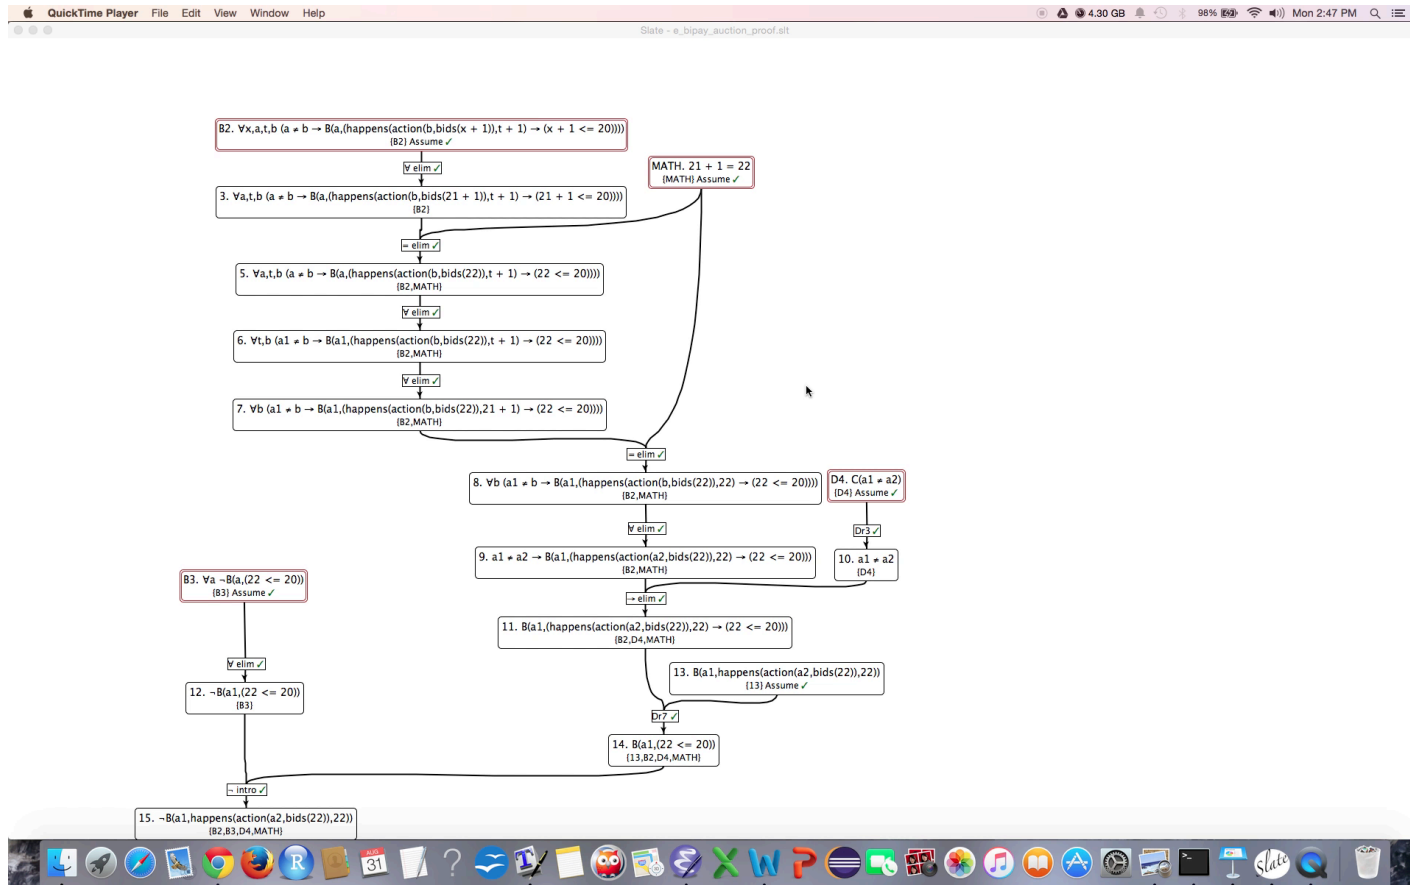 QuickTime Player File Edit View Window Help 4.30 GB 98% Mon 2:47 PM
Slate - e_bipay_auction_proof.slt
B2. ∀x,a,t,b (a ≠ b → B(a,(happens(action(b,bids(x + 1)),t + 1) → (x + 1 <= 20))))
{B2} Assume ✓
∀ elim ✓
MATH. 21 + 1 = 22
{MATH} Assume ✓
3. ∀a,t,b (a ≠ b → B(a,(happens(action(b,bids(21 + 1)),t + 1) → (21 + 1 <= 20))))
{B2}
= elim ✓
5. ∀a,t,b (a ≠ b → B(a,(happens(action(b,bids(22)),t + 1) → (22 <= 20))))
{B2,MATH}
∀ elim ✓
6. ∀t,b (a1 ≠ b → B(a1,(happens(action(b,bids(22)),t + 1) → (22 <= 20))))
{B2,MATH}
∀ elim ✓
7. ∀b (a1 ≠ b → B(a1,(happens(action(b,bids(22)),21 + 1) → (22 <= 20))))
{B2,MATH}
= elim ✓
8. ∀b (a1 ≠ b → B(a1,(happens(action(b,bids(22)),22) → (22 <= 20))))
{B2,MATH}
D4. C(a1 ≠ a2)
{D4} Assume ✓
∀ elim ✓
Dr3 ✓
9. a1 ≠ a2 → B(a1,(happens(action(a2,bids(22)),22) → (22 <= 20)))
{B2,MATH}
10. a1 ≠ a2
{D4}
B3. ∀a ¬B(a,(22 <= 20))
{B3} Assume ✓
→ elim ✓
11. B(a1,(happens(action(a2,bids(22)),22) → (22 <= 20)))
{B2,D4,MATH}
∀ elim ✓
13. B(a1,happens(action(a2,bids(22)),22))
{13} Assume ✓
12. ¬B(a1,(22 <= 20))
{B3}
Dr7 ✓
14. B(a1,(22 <= 20))
{13,B2,D4,MATH}
¬ intro ✓
15. ¬B(a1,happens(action(a2,bids(22)),22))
{B2,B3,D4,MATH}
AUG
31
slate